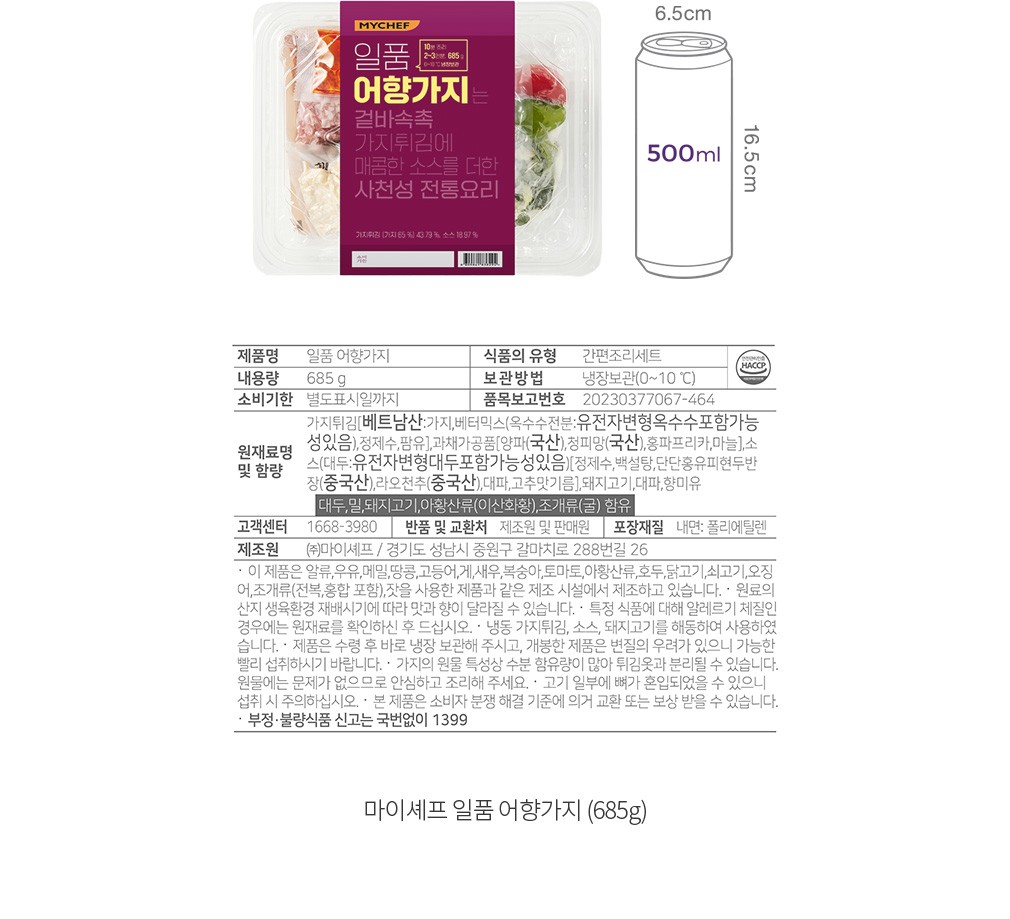 MYCHEF
일품
10분 조리
2~3인분, 685 g
0~10 ℃ 냉장보관
어향가지는
겉바속촉
가지튀김에
매콤한 소스를 더한
사천성 전통요리
가지튀김 (가지 65 %) 43.79 %, 소스 18.97 %
6.5cm
500ml
16.5cm
제품명 일품 어향가지 식품의 유형 간편조리세트
HACCP
내용량 685 g 보관방법 냉장보관(0~10 ℃)
소비기한 별도표시일까지 품목보고번호 20230377067-464
원재료명 및 함량
가지튀김[베트남산:가지,베터믹스(옥수수전분:유전자변형옥수수포함가능
성있음),정제수,팜유],과채가공품[양파(국산),청피망(국산),홍파프리카,마늘],소
스(대두:유전자변형대두포함가능성있음)[정제수,백설탕,단단홍유피현두반
장(중국산),라오천추(중국산),대파,고추맛기름],돼지고기,대파,향미유
대두,밀,돼지고기,아황산류(이산화황),조개류(굴) 함유
고객센터 1668-3980 반품 및 교환처 제조원 및 판매원 포장재질 내면: 폴리에틸렌
제조원 ㈜마이셰프 / 경기도 성남시 중원구 갈마치로 288번길 26
· 이 제품은 알류,우유,메밀,땅콩,고등어,게,새우,복숭아,토마토,아황산류,호두,닭고기,쇠고기,오징
어,조개류(전복,홍합 포함),잣을 사용한 제품과 같은 제조 시설에서 제조하고 있습니다. · 원료의
산지 생육환경 재배시기에 따라 맛과 향이 달라질 수 있습니다. · 특정 식품에 대해 알레르기 체질인
경우에는 원재료를 확인하신 후 드십시오. · 냉동 가지튀김, 소스, 돼지고기를 해동하여 사용하였
습니다. · 제품은 수령 후 바로 냉장 보관해 주시고, 개봉한 제품은 변질의 우려가 있으니 가능한
빨리 섭취하시기 바랍니다. · 가지의 원물 특성상 수분 함유량이 많아 튀김옷과 분리될 수 있습니다.
원물에는 문제가 없으므로 안심하고 조리해 주세요. · 고기 일부에 뼈가 혼입되었을 수 있으니
섭취 시 주의하십시오. · 본 제품은 소비자 분쟁 해결 기준에 의거 교환 또는 보상 받을 수 있습니다.
· 부정·불량식품 신고는 국번없이 1399
마이셰프 일품 어향가지 (685g)